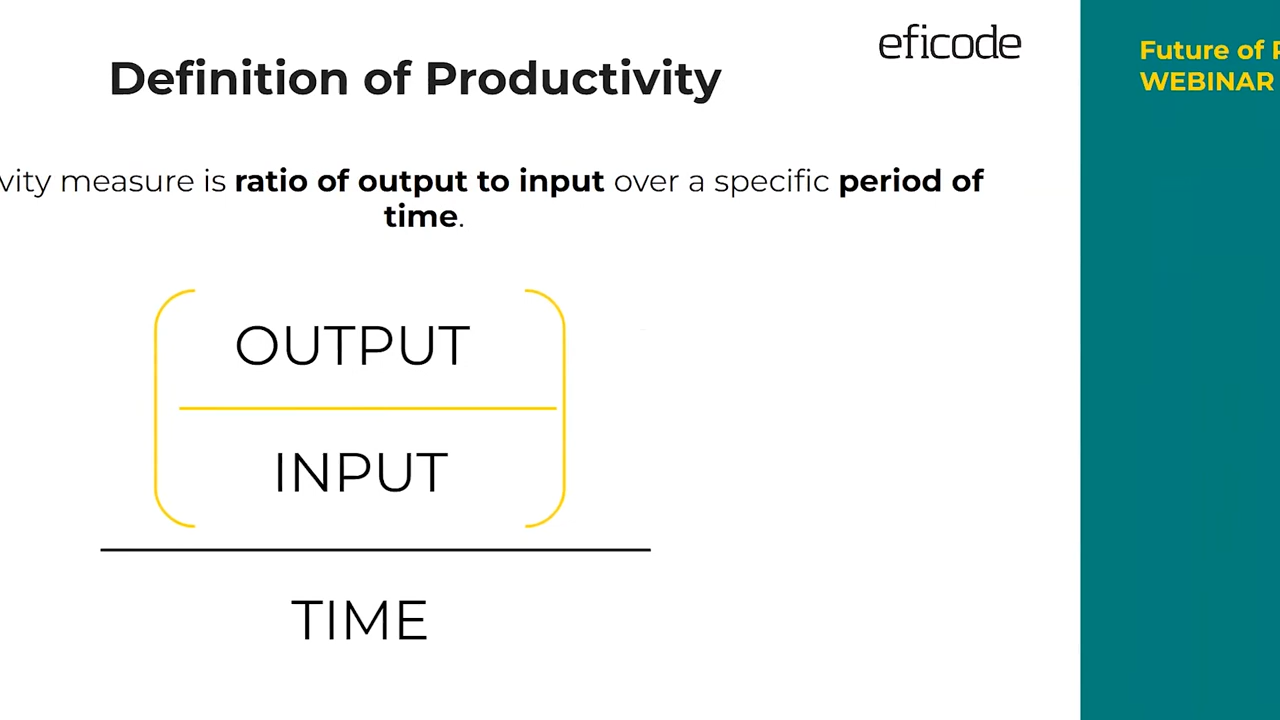 eficode
Definition of Productivity
Future of
WEBINAR
measure is ratio of output to input over a specific period of
time.
OUTPUT
INPUT
TIME